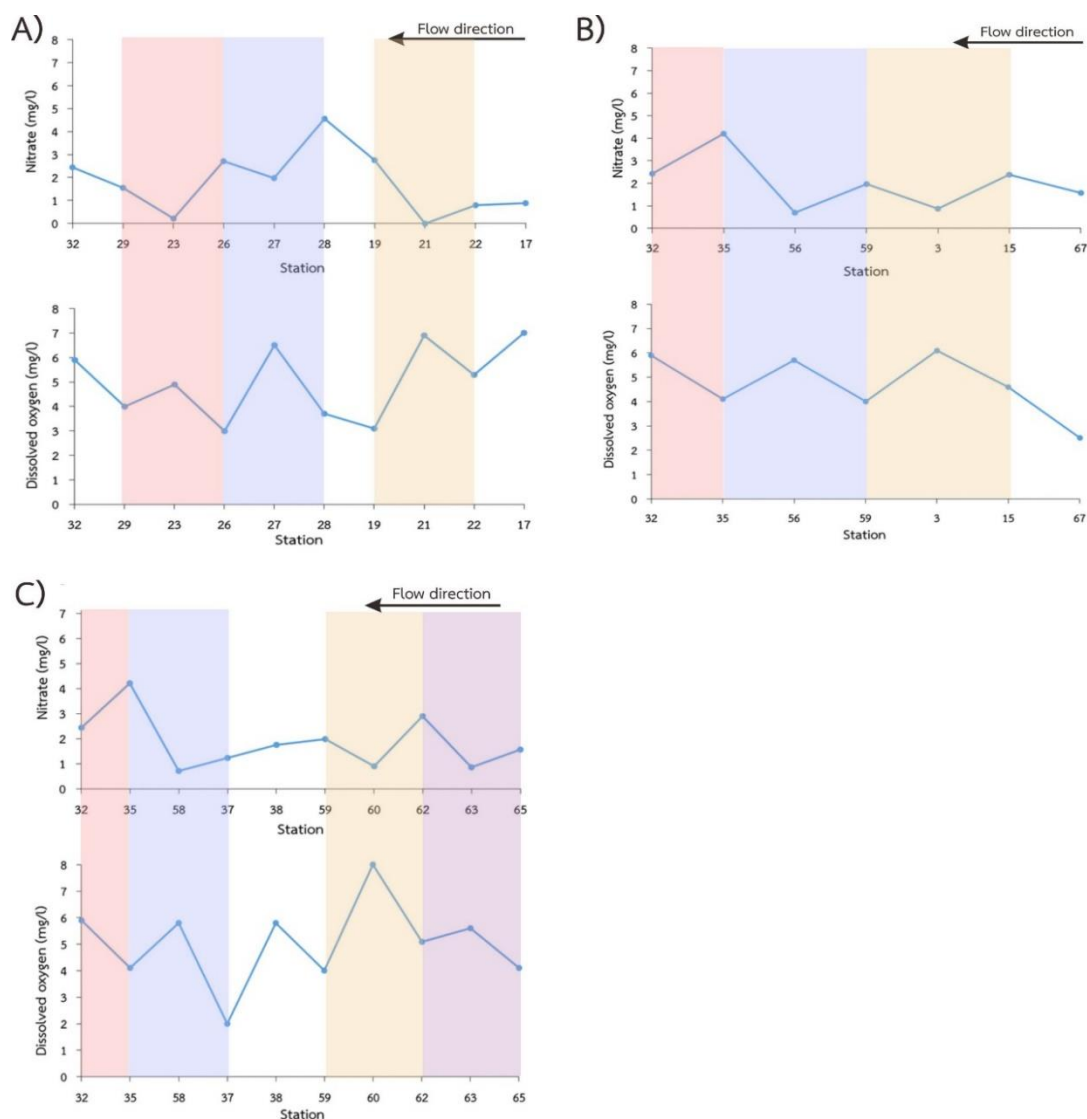 A)
Flow direction
Nitrate (mg/l)
8
7
6
5
4
3
2
1
0
32 29 23 26 27 28 19 21 22 17
Station
Dissolved oxygen (mg/l)
8
7
6
5
4
3
2
1
0
32 29 23 26 27 28 19 21 22 17
Station
B)
Flow direction
Nitrate (mg/l)
8
7
6
5
4
3
2
1
0
32 35 56 59 3 15 67
Station
Dissolved oxygen (mg/l)
8
7
6
5
4
3
2
1
0
32 35 56 59 3 15 67
Station
C)
Flow direction
Nitrate (mg/l)
7
6
5
4
3
2
1
0
32 35 58 37 38 59 60 62 63 65
Station
Dissolved oxygen (mg/l)
8
7
6
5
4
3
2
1
0
32 35 58 37 38 59 60 62 63 65
Station